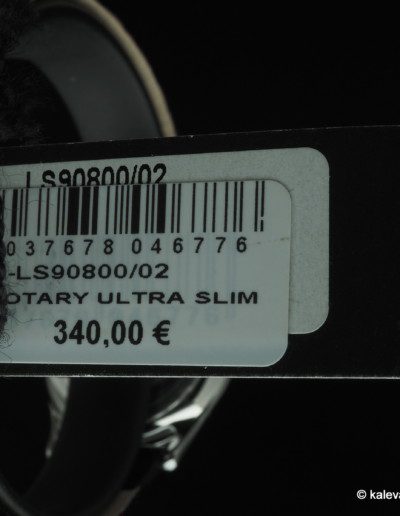 -LS90800/02
037678 046776
-LS90800/02
OTARY ULTRA SLIM
340,00 €
© kaleva